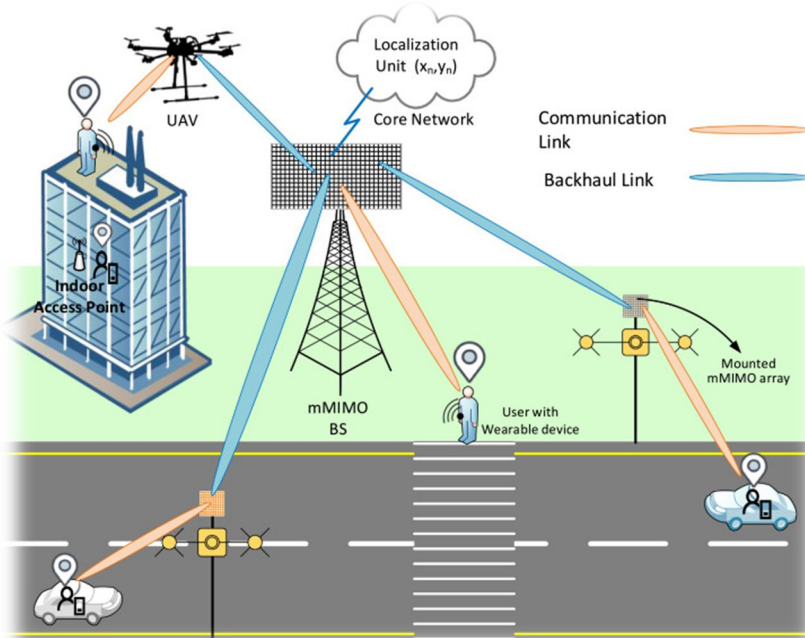 Localization
Unit (xₙ,yₙ)
Core Network
UAV
Communication
Link
Backhaul Link
Indoor
Access Point
Mounted
mMIMO array
mMIMO
BS
User with
Wearable device